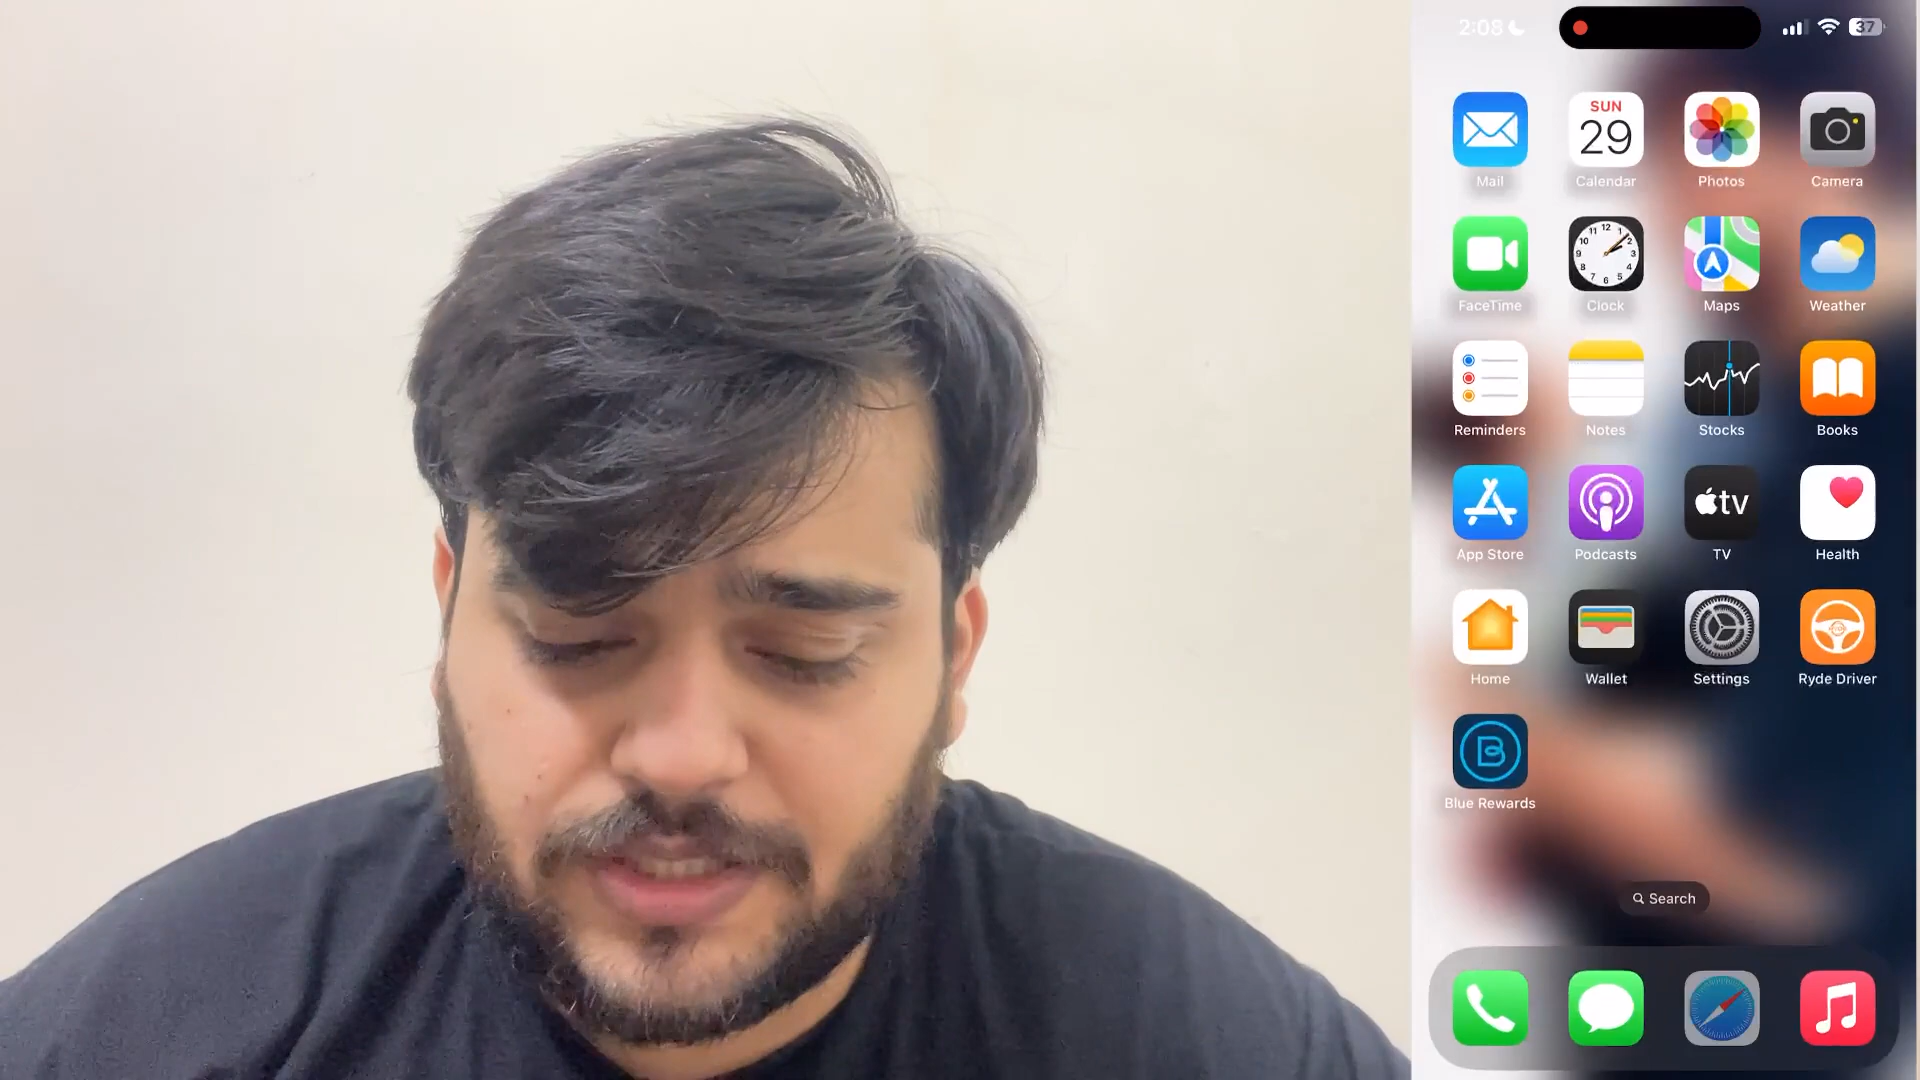 2:08
37
SUN
29
Mail
Calendar
Photos
Camera
FaceTime
Clock
Maps
Weather
tv
Reminders
Notes
Stocks
Books
App Store
Podcasts
TV
Health
Home
Wallet
Settings
Ryde Driver
B
Blue Rewards
Search